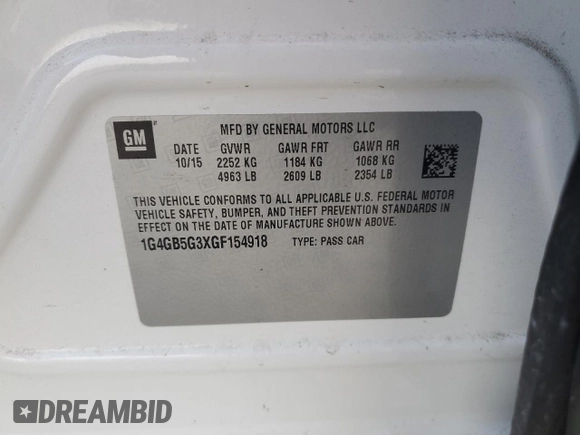 GM
MFD BY GENERAL MOTORS LLC
DATE GVWR GAWR FRT GAWR RR
10/15 2252 KG 1184 KG 1068 KG
4963 LB 2609 LB 2354 LB
THIS VEHICLE CONFORMS TO ALL APPLICABLE U.S. FEDERAL MOTOR
VEHICLE SAFETY, BUMPER, AND THEFT PREVENTION STANDARDS IN
EFFECT ON THE DATE OF MANUFACTURE SHOWN ABOVE.
1G4GB5G3XGF154918 TYPE: PASS CAR
DREAMBID